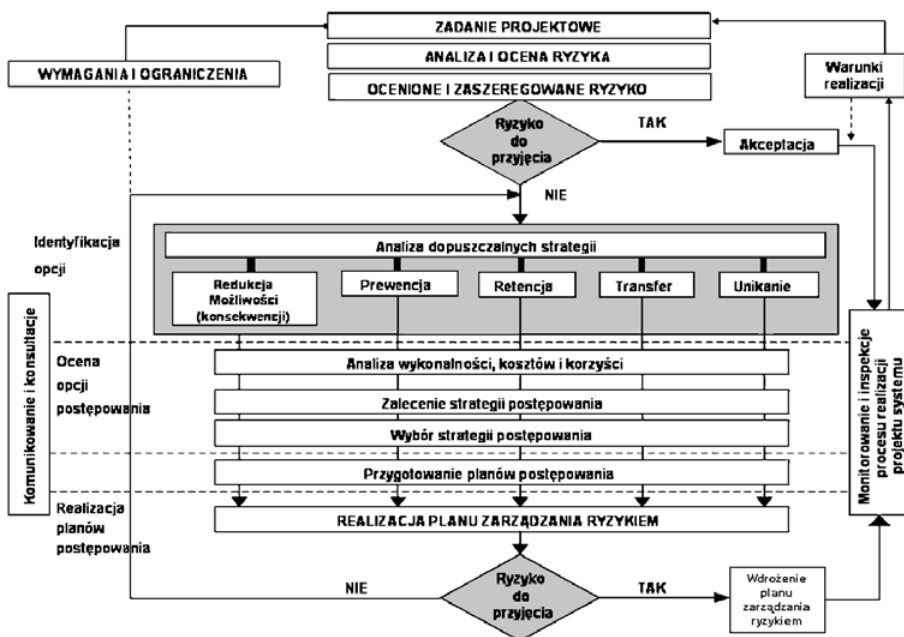 ZADANIE PROJEKTOWE
ANALIZA I OCENA RYZYKA
WYMAGANIA I OGRANICZENIA
OCENIONE I ZASZEREGOWANE RYZYKO
Warunki
realizacji
Ryzyko
do
przyjęcia
TAK
Akceptacja
NIE
Identyfikacja
opcji
Analiza dopuszczalnych strategii
Redukcja
Możliwości
(konsekwencji)
Prewencja
Retencja
Transfer
Unikanie
Komunikowanie i konsultacje
Ocena
opcji
postępowania
Analiza wykonalności, kosztów i korzyści
Zalecenie strategii postępowania
Wybór strategii postępowania
Przygotowanie planów postępowania
Monitorowanie i inspekcje
procesu realizacji
projektu systemu
Realizacja
planów
postępowania
REALIZACJA PLANU ZARZĄDZANIA RYZYKIEM
NIE
Ryzyko
do
przyjęcia
TAK
Wdrożenie
planu
zarządzania
ryzykiem